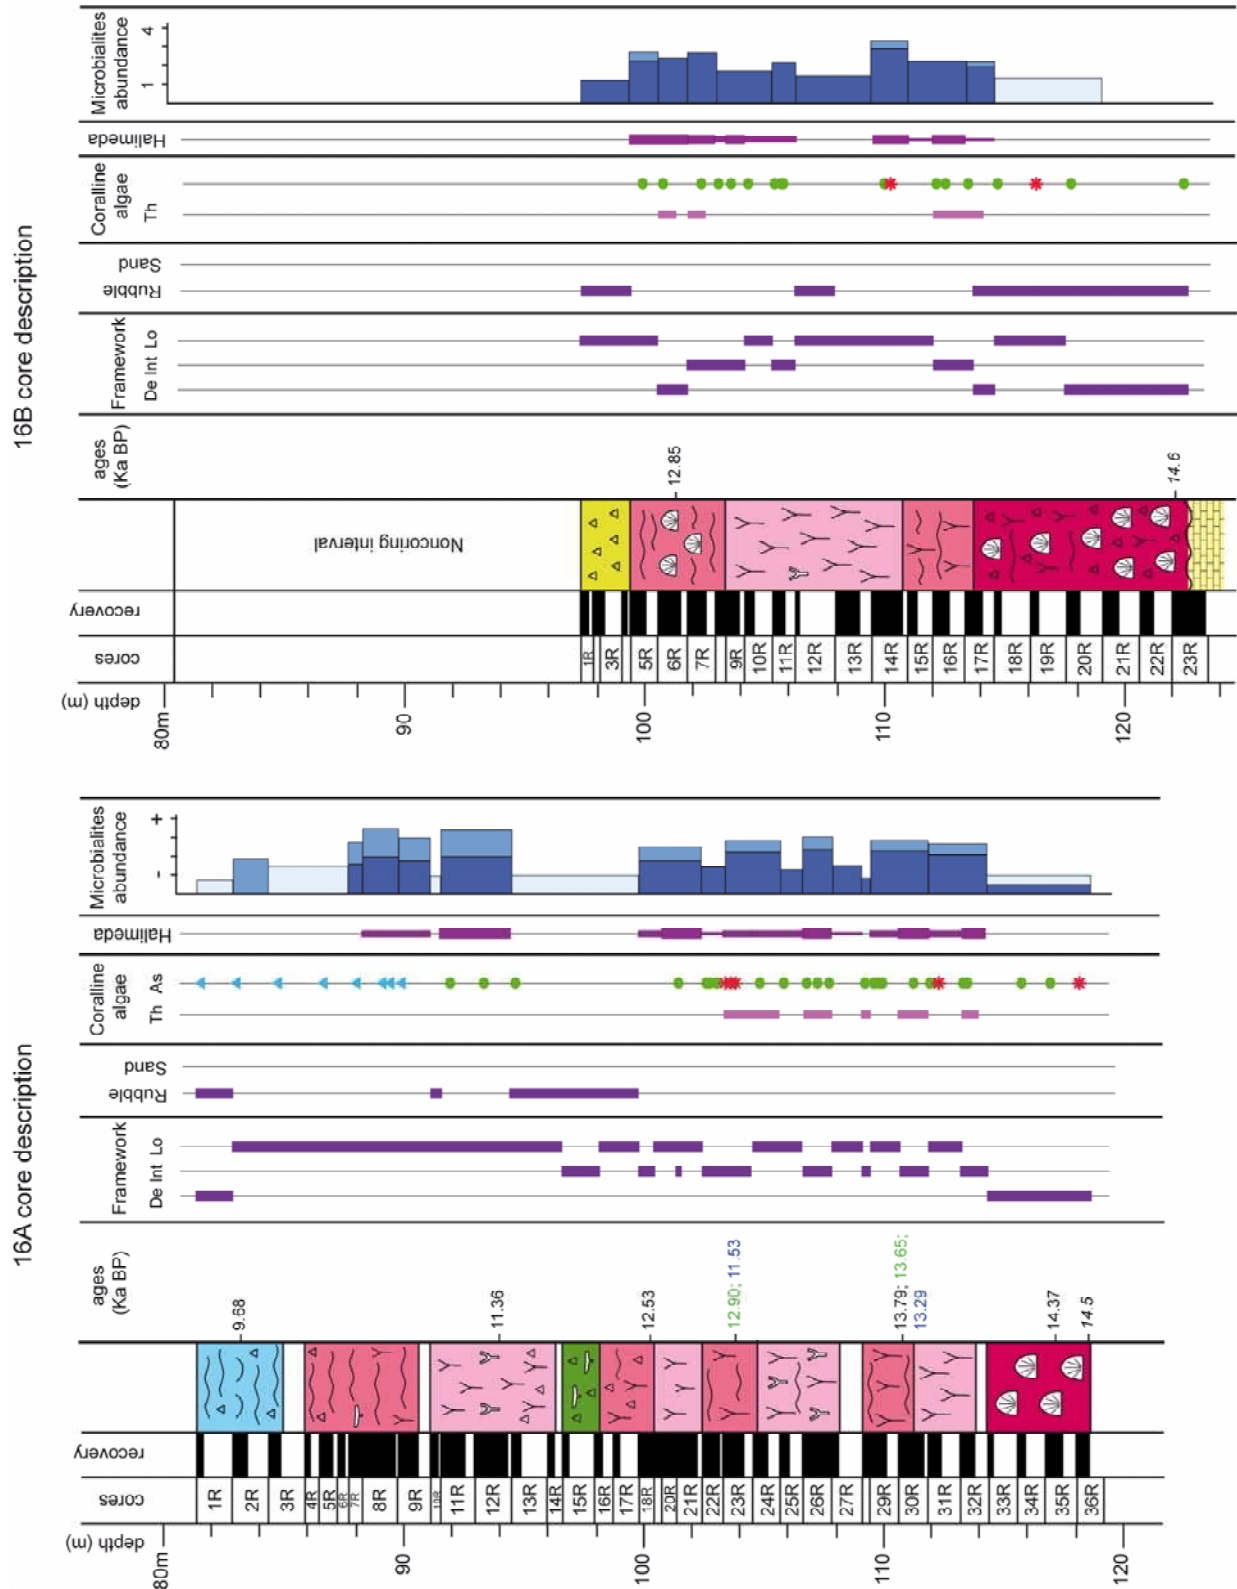 16B core description
Microbialites
abundance
4
1
Halimeda
Coralline
algae
Th
Sand
Rubble
Framework
De Int Lo
ages
(Ka BP)
12.85
14.6
Noncoring interval
recovery
cores
1R
3R
5R
6R
7R
9R
10R
11R
12R
13R
14R
15R
16R
17R
18R
19R
20R
21R
22R
23R
depth (m)
80m
90
100
110
120
16A core description
Microbialites
abundance
+
-
Halimeda
Coralline
algae
Th As
Sand
Rubble
Framework
De Int Lo
ages
(Ka BP)
9.68
11.36
12.53
12.90; 11.53
13.79; 13.65;
13.29
14.37
14.5
recovery
cores
1R
2R
3R
4R
5R
6R
7R
8R
9R
10R
11R
12R
13R
14R
15R
16R
17R
18R
20R
21R
22R
23R
24R
25R
26R
27R
29R
30R
31R
32R
33R
34R
35R
36R
depth (m)
80m
90
100
110
120